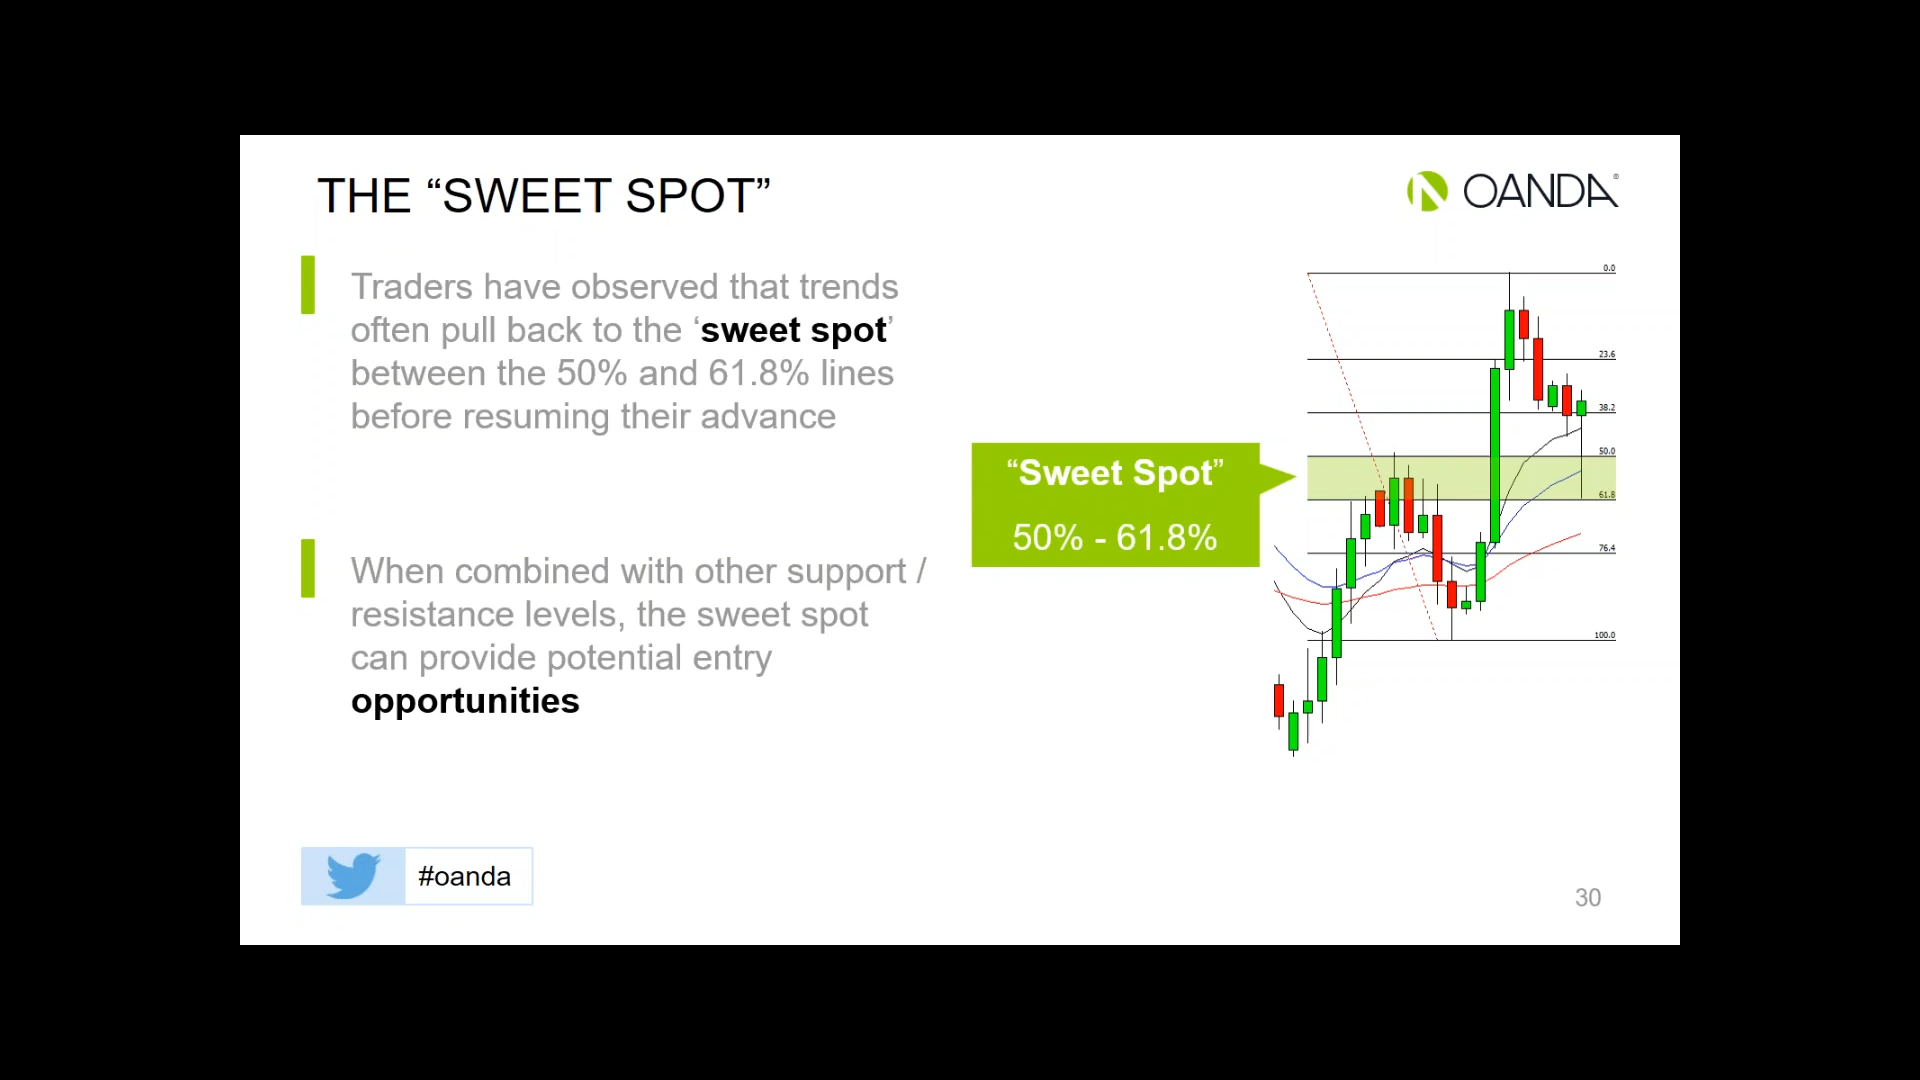 THE “SWEET SPOT”
OANDA®
Traders have observed that trends
often pull back to the ‘sweet spot’
between the 50% and 61.8% lines
before resuming their advance
When combined with other support /
resistance levels, the sweet spot
can provide potential entry
opportunities
“Sweet Spot”
50% - 61.8%
0.0
23.6
38.2
50.0
61.8
76.4
100.0
#oanda
30